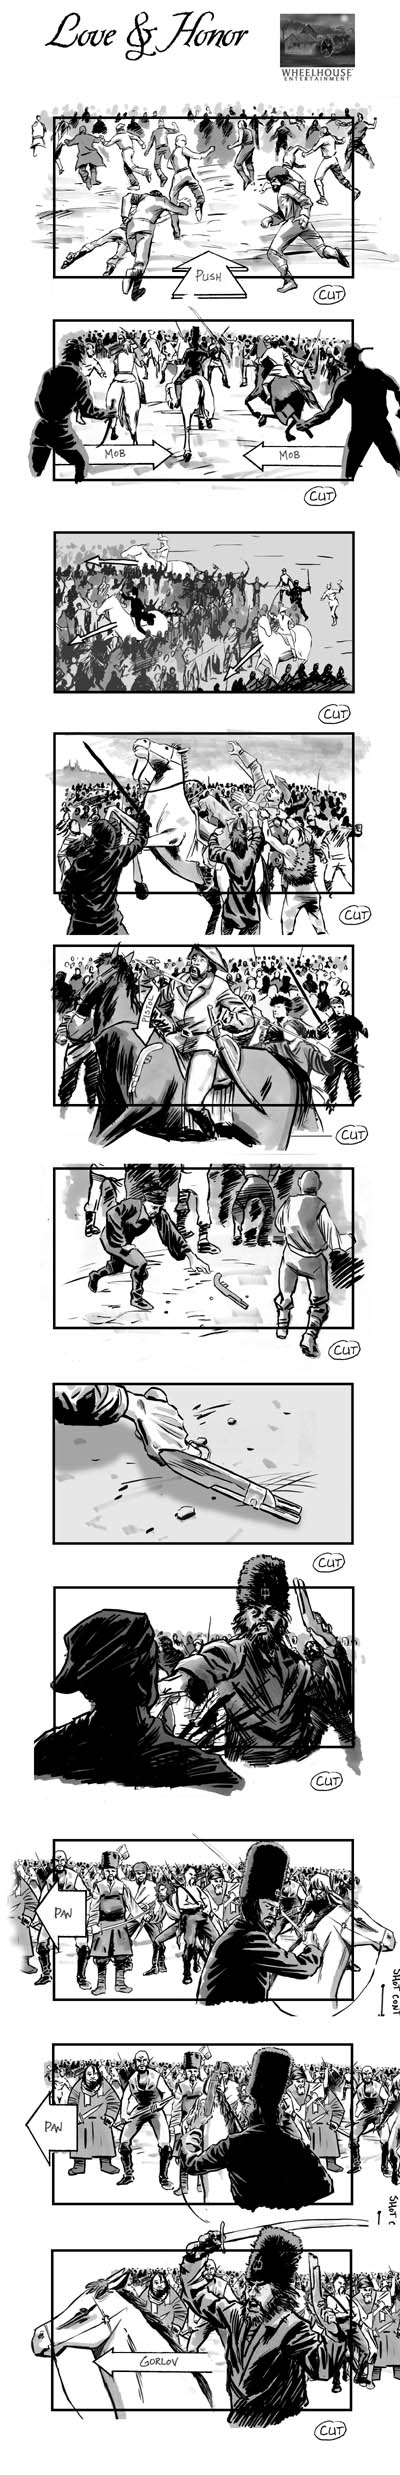 Love & Honor
WHEELHOUSE
ENTERTAINMENT
PUSH
CUT
MOB MOB
CUT
CUT
CUT
PISTOL
CUT
CUT
CUT
CUT
PAN
SHOT CONT
PAN
SHOT C
GORLOV
CUT